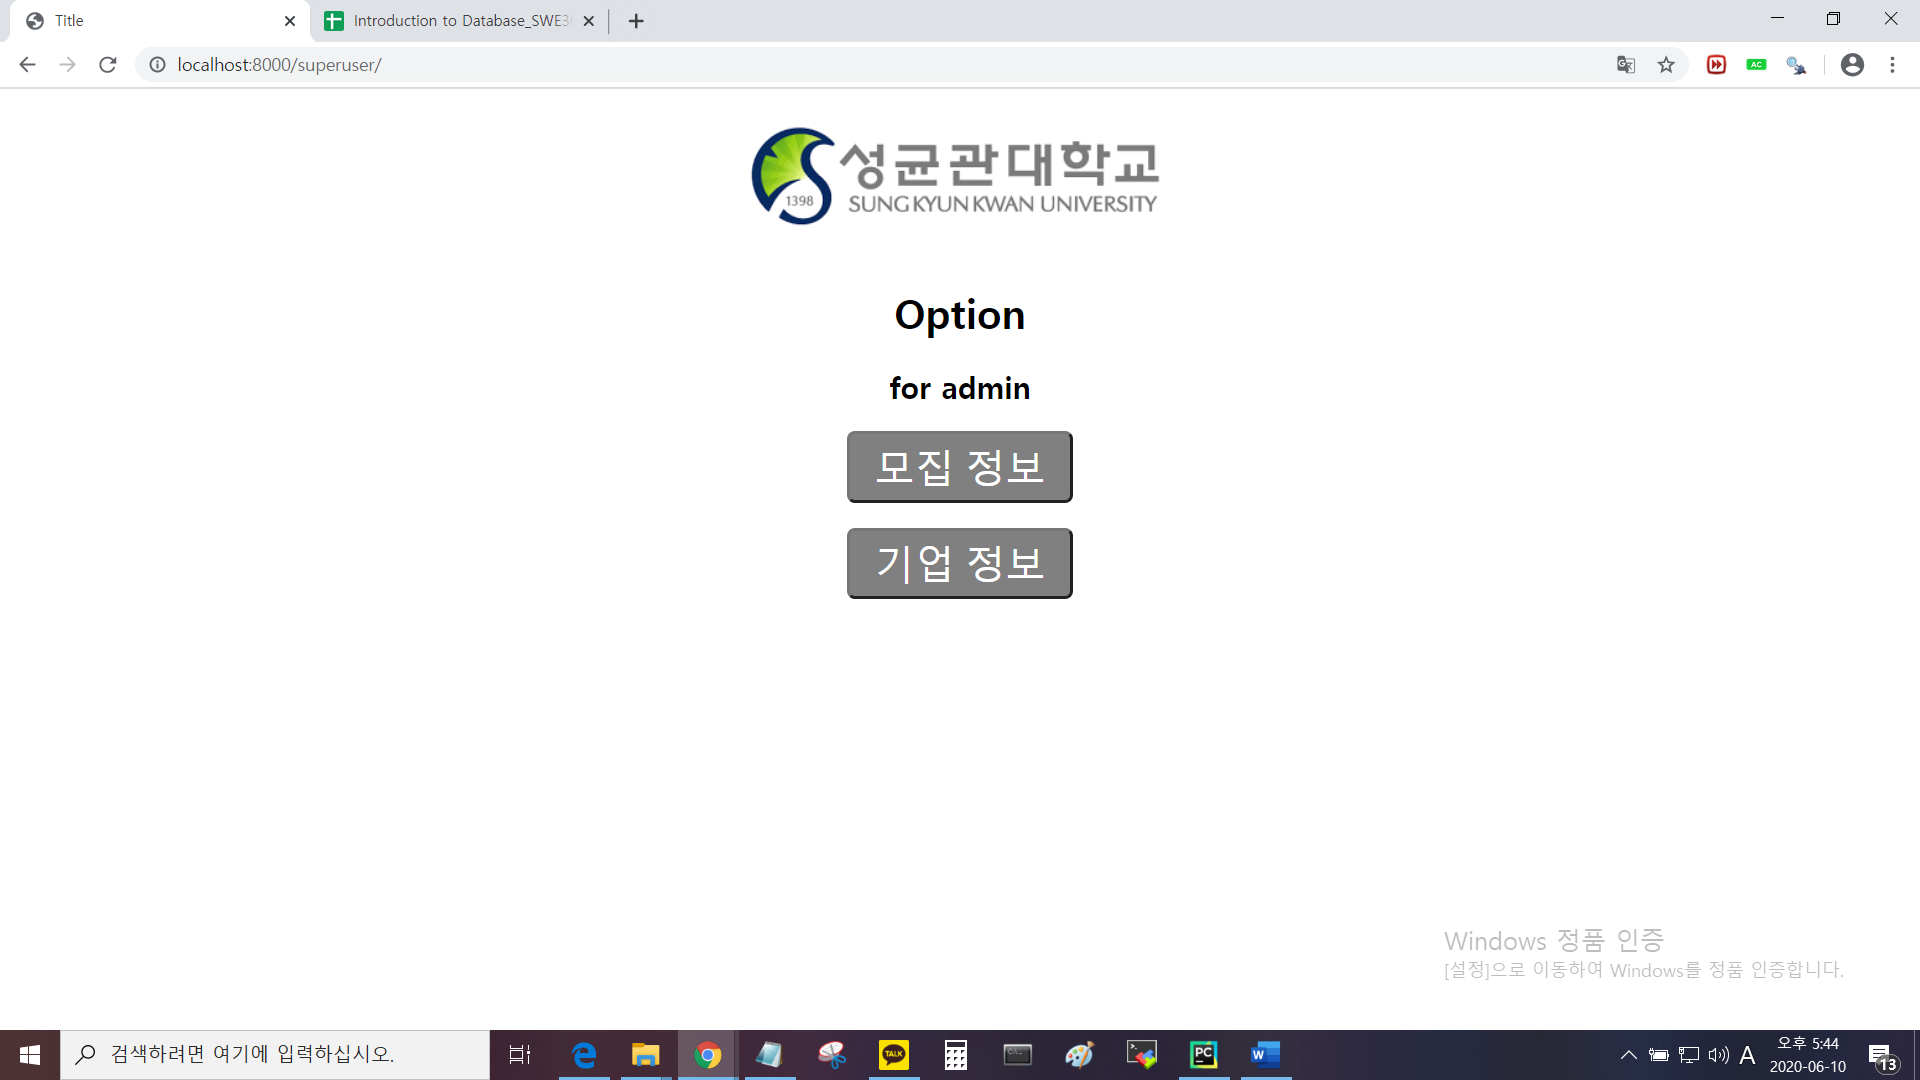 Title
Introduction to Database_SWE3
localhost:8000/superuser/
AC
성균관대학교
1398
SUNGKYUNKWAN UNIVERSITY
Option
for admin
모집 정보
기업 정보
Windows 정품 인증
[설정]으로 이동하여 Windows를 정품 인증합니다.
검색하려면 여기에 입력하십시오.
TALK
PC
W
A
오후 5:44
2020-06-10
13